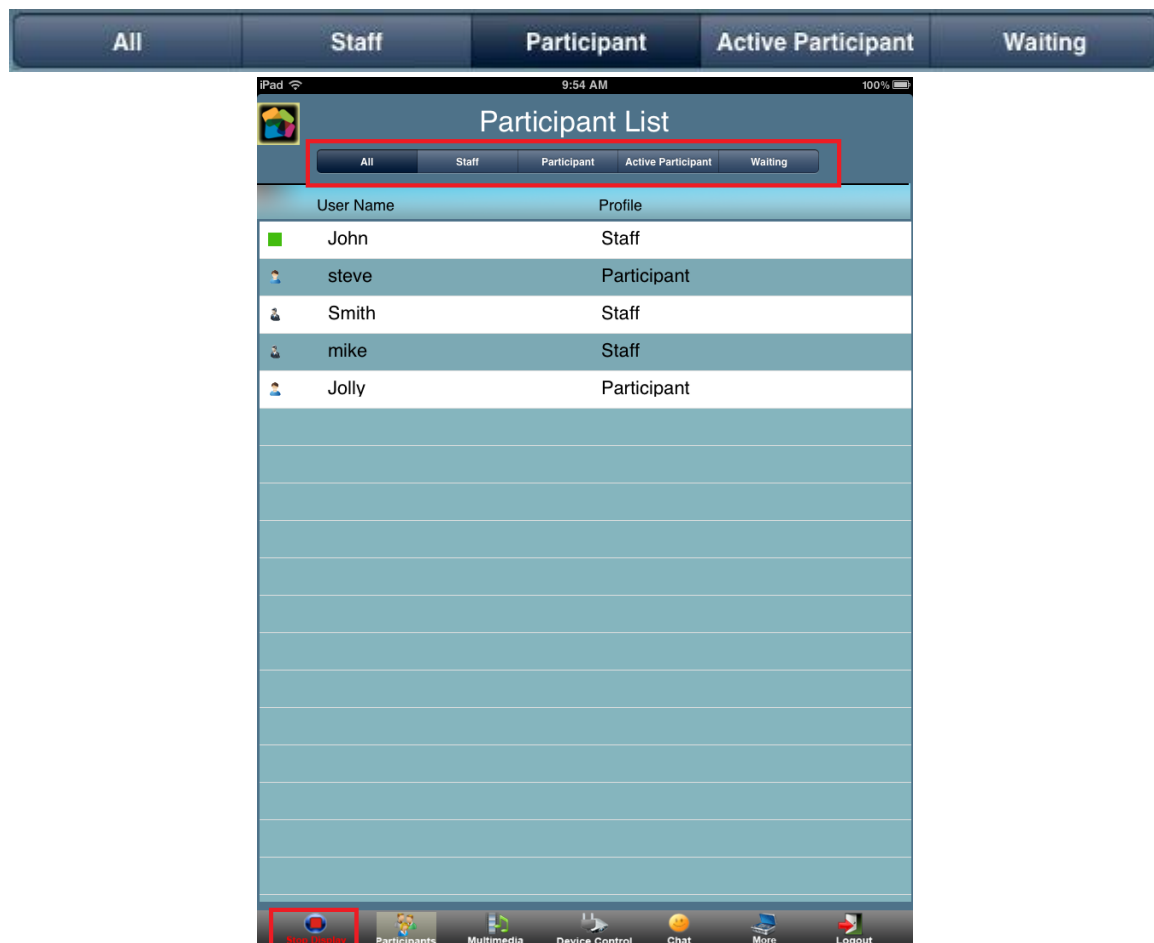 All Staff Participant Active Participant Waiting
iPad 9:54 AM 100%
Participant List
All Staff Participant Active Participant Waiting
User Name Profile
John Staff
steve Participant
Smith Staff
mike Staff
Jolly Participant
Participants Multimedia Device Control Chat More Logout